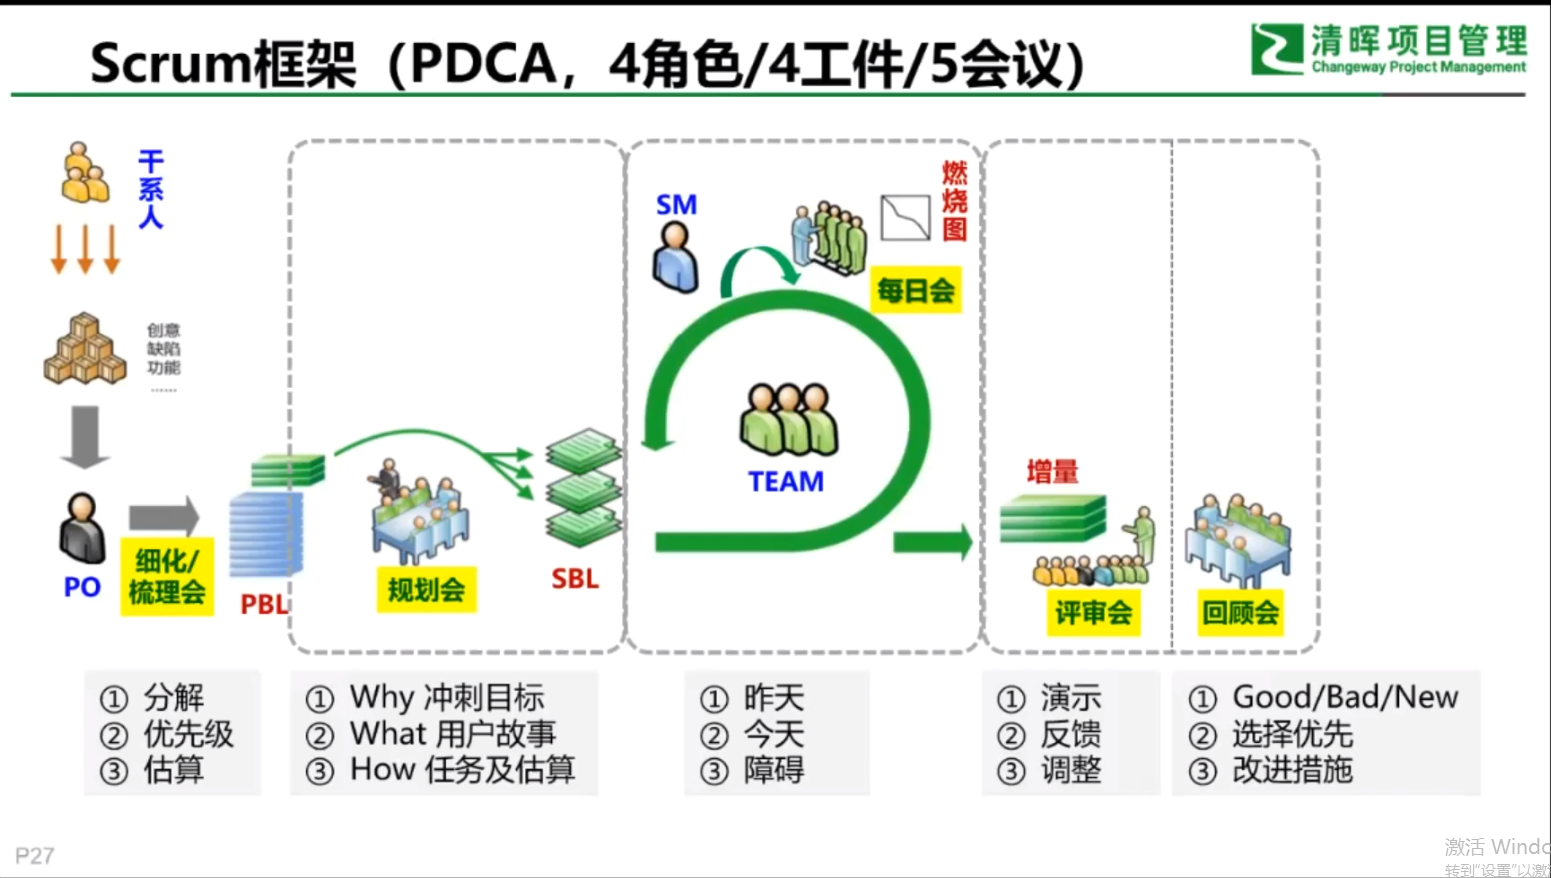 Scrum框架（PDCA，4角色/4工件/5会议）
清晖项目管理
Changeway Project Management
干系人
创意
缺陷
功能
......
PO
细化/
梳理会
PBL
规划会
SBL
SM
燃烧图
每日会
TEAM
增量
评审会
回顾会
① 分解
② 优先级
③ 估算
① Why 冲刺目标
② What 用户故事
③ How 任务及估算
① 昨天
② 今天
③ 障碍
① 演示
② 反馈
③ 调整
① Good/Bad/New
② 选择优先
③ 改进措施
P27
激活 Windo
转到"设置"以激